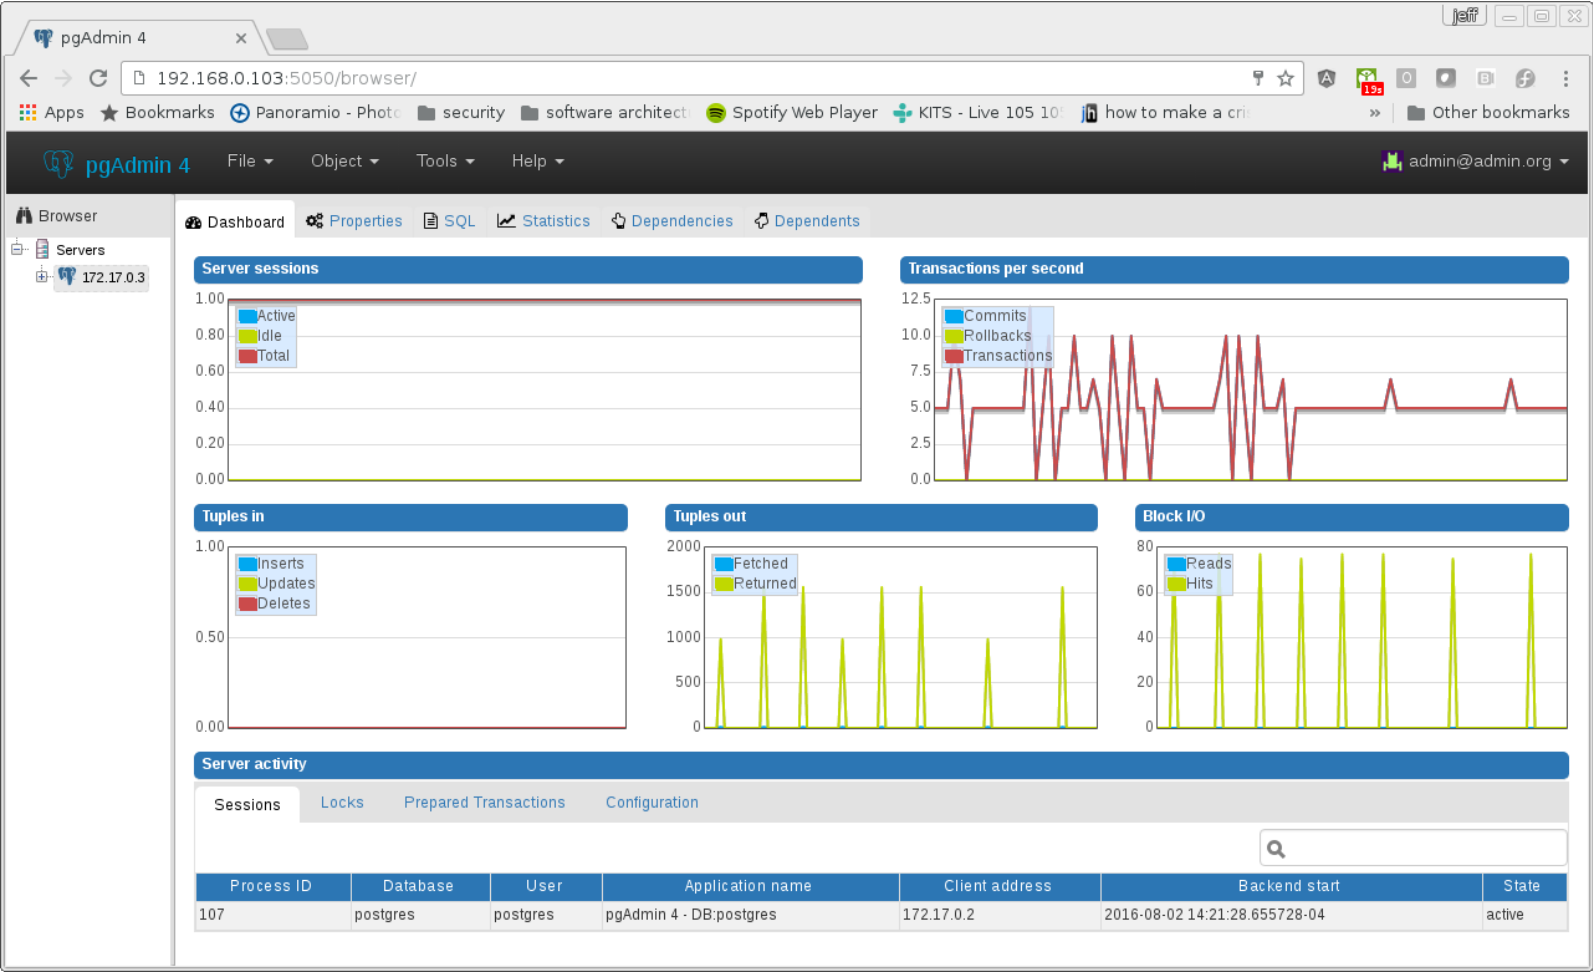 jeff
pgAdmin 4
192.168.0.103:5050/browser/
19s
Apps Bookmarks Panoramio - Photo security software architect Spotify Web Player KITS - Live 105 10 how to make a cri » Other bookmarks
pgAdmin 4 File Object Tools Help admin@admin.org
Browser
Dashboard Properties SQL Statistics Dependencies Dependents
Servers
172.17.0.3
Server sessions
1.00
0.80
0.60
0.40
0.20
0.00
Active
Idle
Total
Transactions per second
12.5
10.0
7.5
5.0
2.5
0.0
Commits
Rollbacks
Transactions
Tuples in
1.00
0.50
0.00
Inserts
Updates
Deletes
Tuples out
2000
1500
1000
500
0
Fetched
Returned
Block I/O
80
60
40
20
0
Reads
Hits
Server activity
Sessions Locks Prepared Transactions Configuration
Process ID Database User Application name Client address Backend start State
107 postgres postgres pgAdmin 4 - DB:postgres 172.17.0.2 2016-08-02 14:21:28.655728-04 active